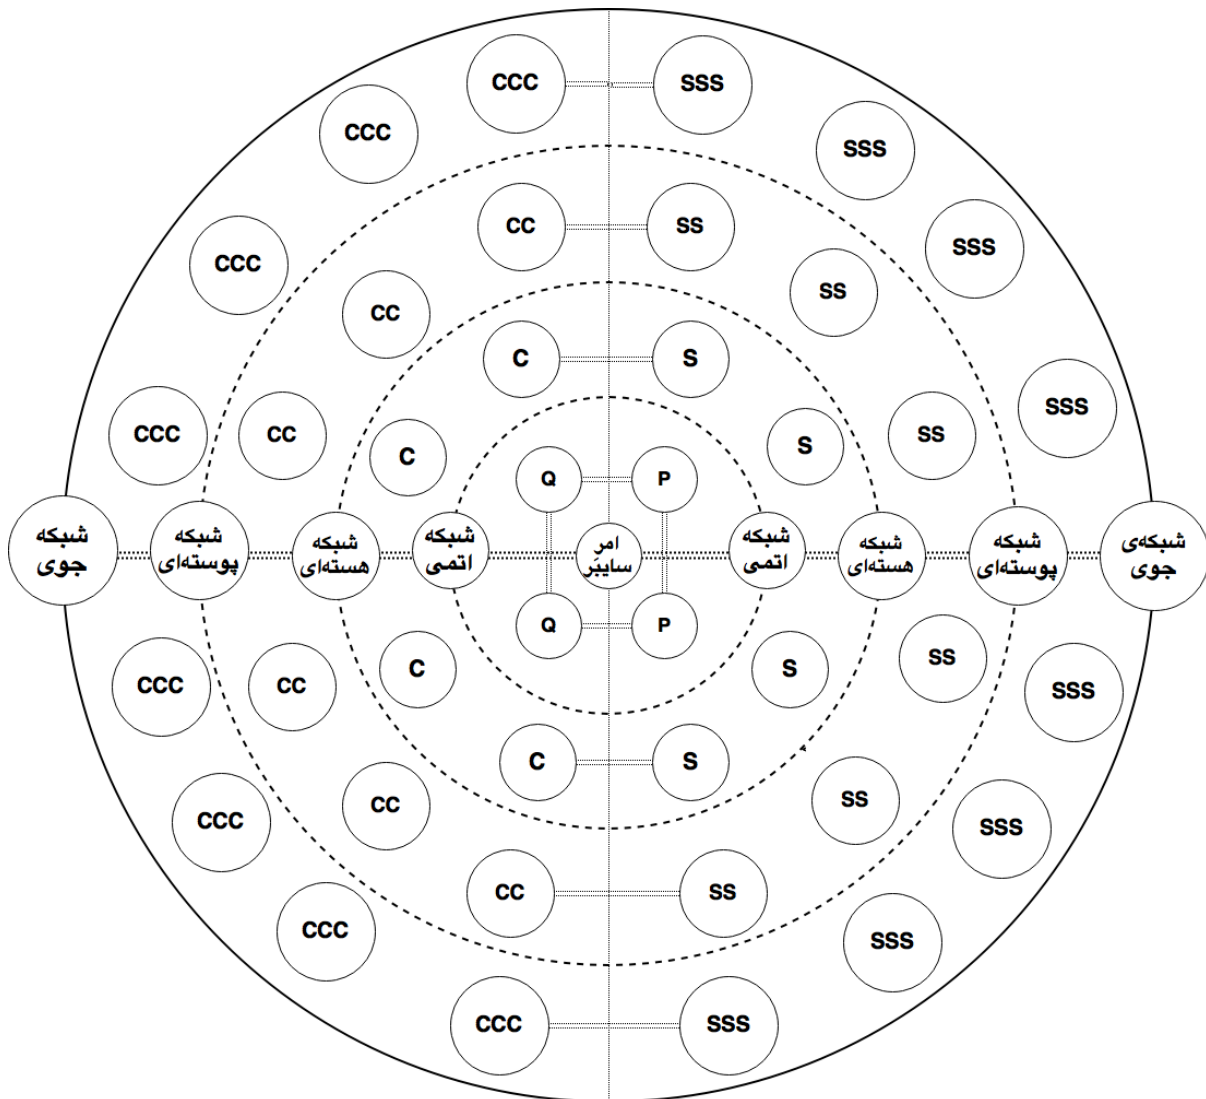 CCC SSS
CCC SSS
CCC SSS
CC SS
CC SS
C S
CCC CC C S SS SSS
Q P
شبکه جوی
شبکه پوسته‌ای
شبکه هسته‌ای
شبکه اتمی
امرِ سایبَر
شبکه اتمی
شبکه هسته‌ای
شبکه پوسته‌ای
شبکه‌ی جوی
Q P
CCC CC C S SS SSS
C S
CCC CC SS SSS
CC SS
CCC SSS
CCC SSS